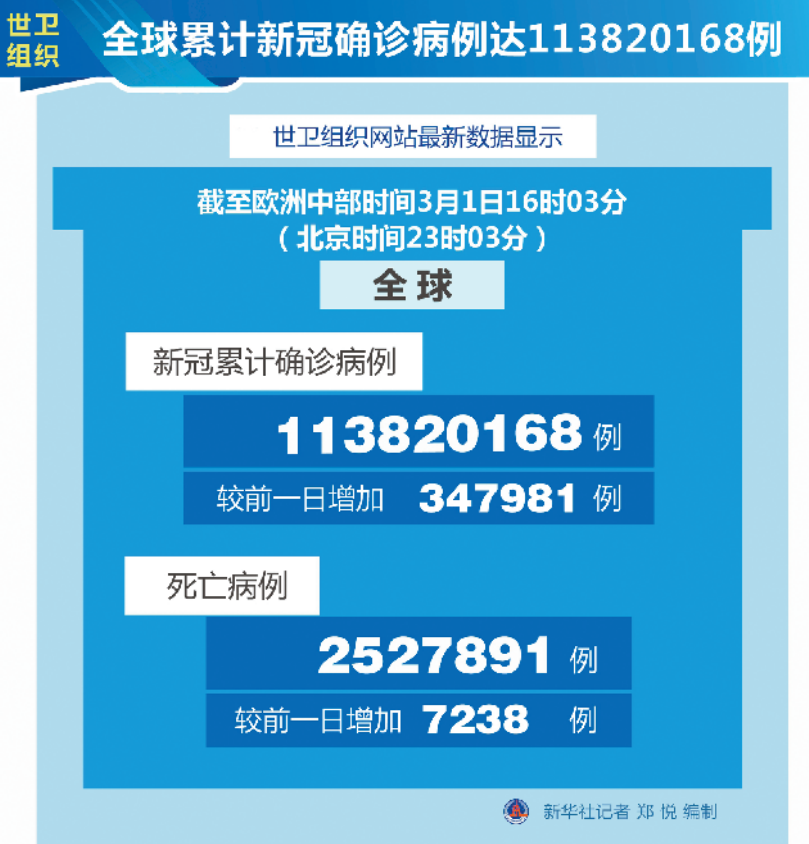 世卫
组织
全球累计新冠确诊病例达113820168例
世卫组织网站最新数据显示
截至欧洲中部时间3月1日16时03分
（北京时间23时03分）
全球
新冠累计确诊病例
113820168 例
较前一日增加 347981 例
死亡病例
2527891 例
较前一日增加 7238 例
新华社记者 郑 悦 编制